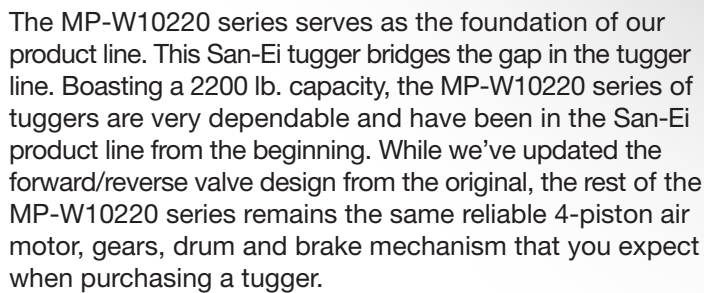 The MP-W10220 series serves as the foundation of our
product line. This San-Ei tugger bridges the gap in the tugger
line. Boasting a 2200 lb. capacity, the MP-W10220 series of
tuggers are very dependable and have been in the San-Ei
product line from the beginning. While we’ve updated the
forward/reverse valve design from the original, the rest of the
MP-W10220 series remains the same reliable 4-piston air
motor, gears, drum and brake mechanism that you expect
when purchasing a tugger.